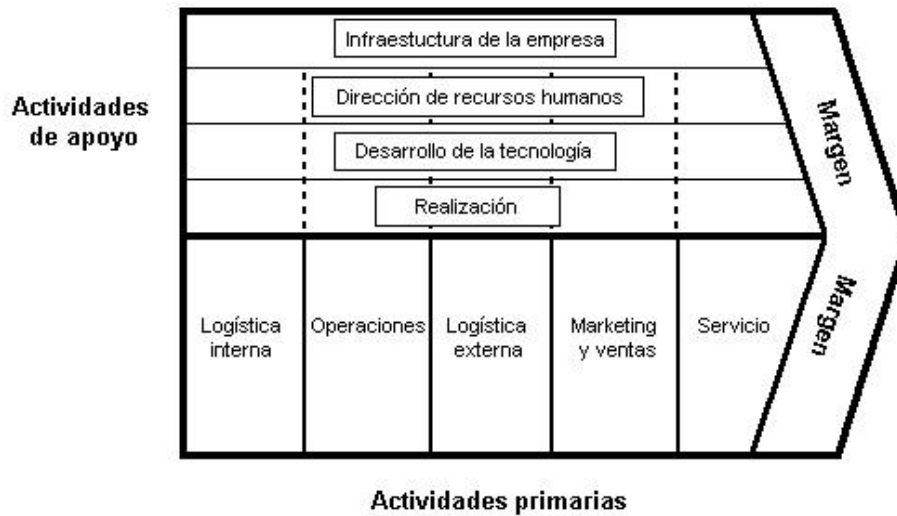 Infraestuctura de la empresa
Dirección de recursos humanos
Actividades
de apoyo
Desarrollo de la tecnología
Realización
Margen
Margen
Logística
interna
Operaciones
Logística
externa
Marketing
y ventas
Servicio
Actividades primarias